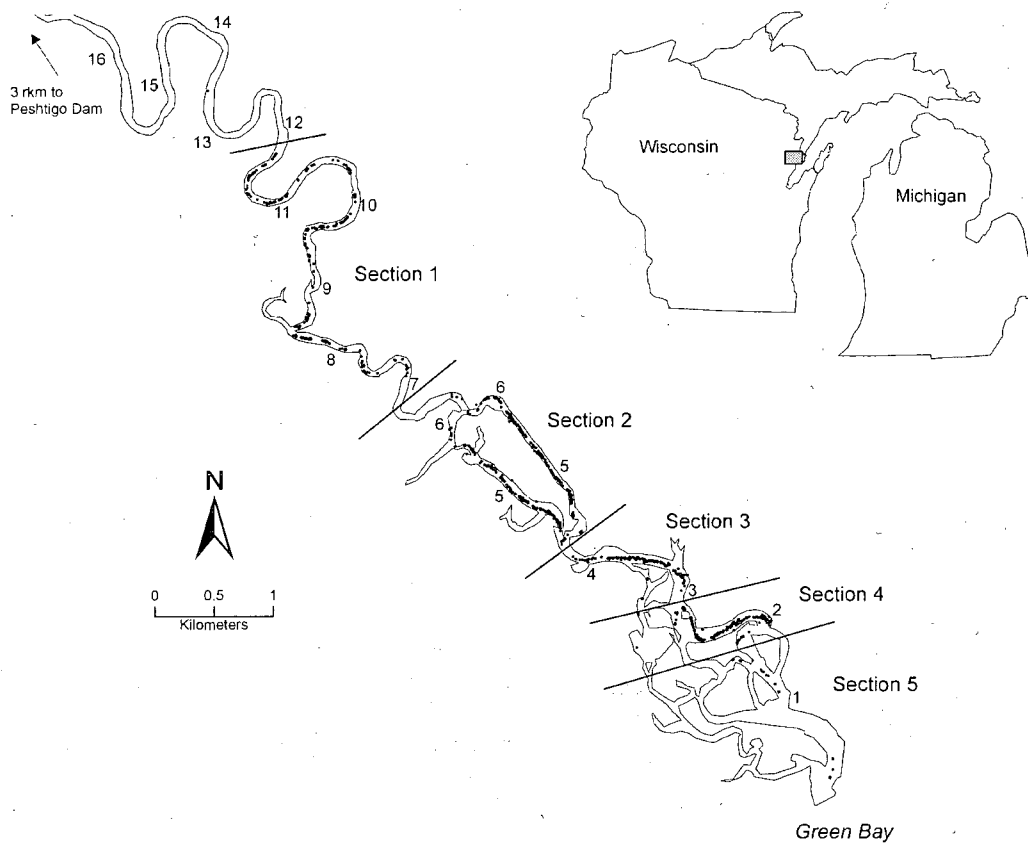 14
16
15
3 rkm to
Peshtigo Dam
13
12
11
10
Section 1
9
8
6
6
Section 2
5
5
N
0 0.5 1
Kilometers
Section 3
4
3
Section 4
2
Section 5
1
Green Bay
Wisconsin
Michigan